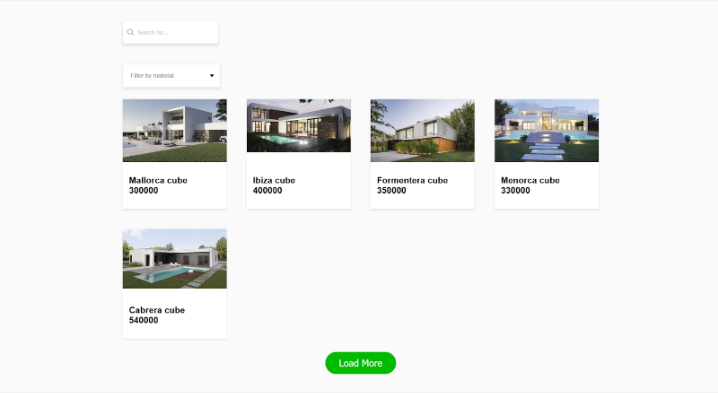 Search for...
Filter by material
Mallorca cube
300000
Ibiza cube
400000
Formentera cube
350000
Menorca cube
330000
Cabrera cube
540000
Load More